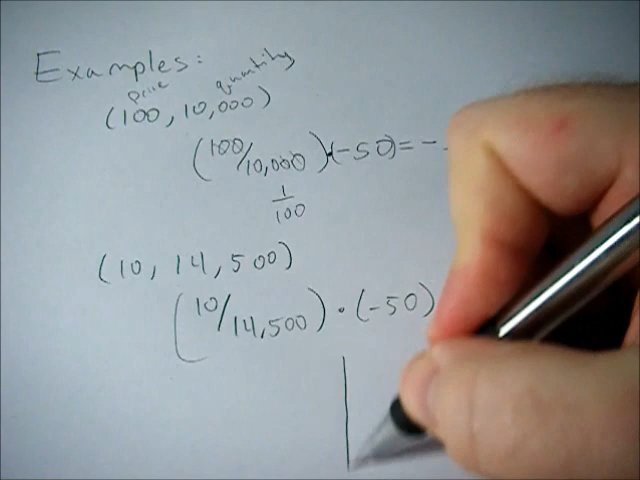 Examples:
price quantity
(100, 10,000)
(100/10,000)·(-50) = -.
1/100
(10, 14,500)
(10/14,500) · (-50)